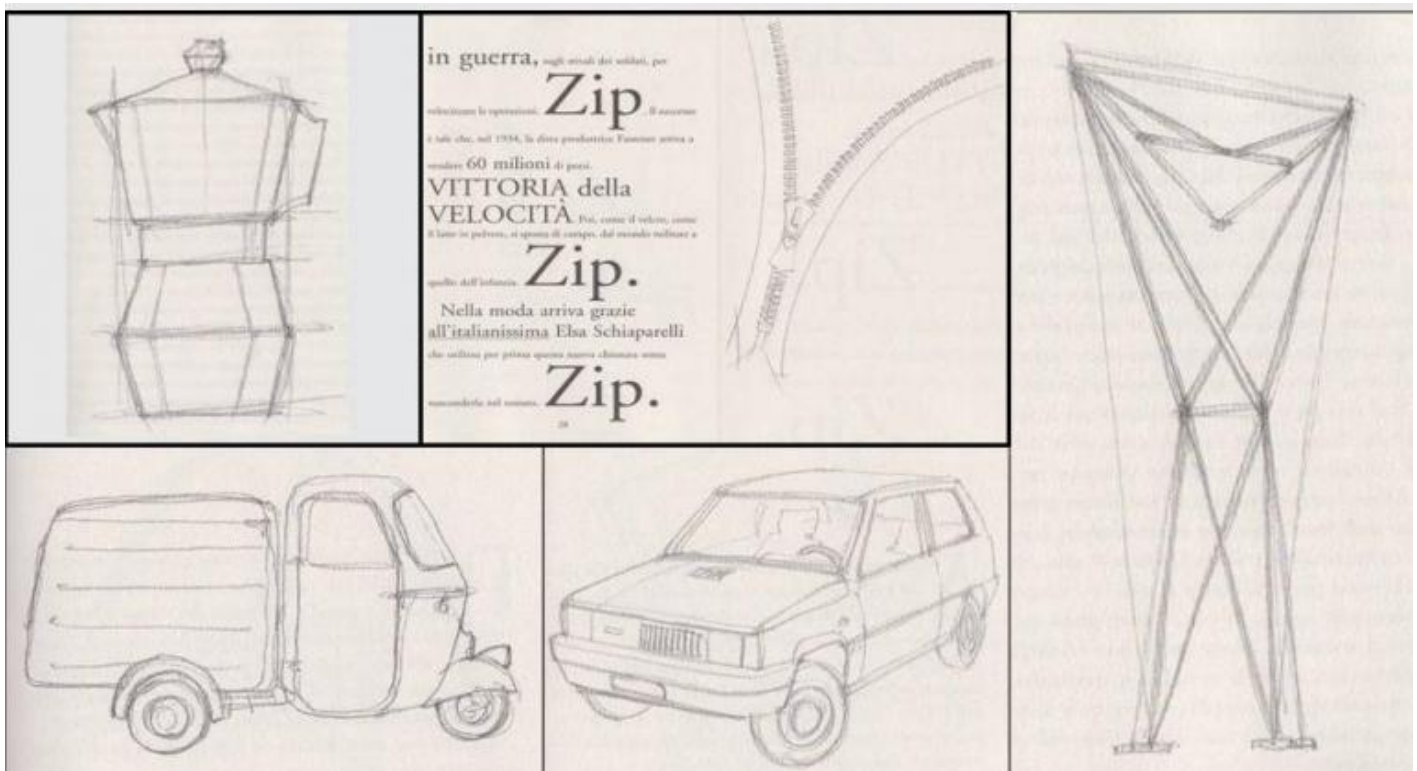 in guerra, sugli stivali dei soldati, per
velocizzare le operazioni. Zip. Il successo
è tale che, nel 1934, la ditta produttrice arriva a
vendere 60 milioni di pezzi.
VITTORIA della
VELOCITÀ. Poi, come il velcro, come
il latte in polvere, si sposta di campo, dal mondo militare a
quello dell'infanzia. Zip.
Nella moda arriva grazie
all'italianissima Elsa Schiaparelli
che utilizza per prima questa nuova chiusura senza
nasconderla nel tessuto. Zip.
28